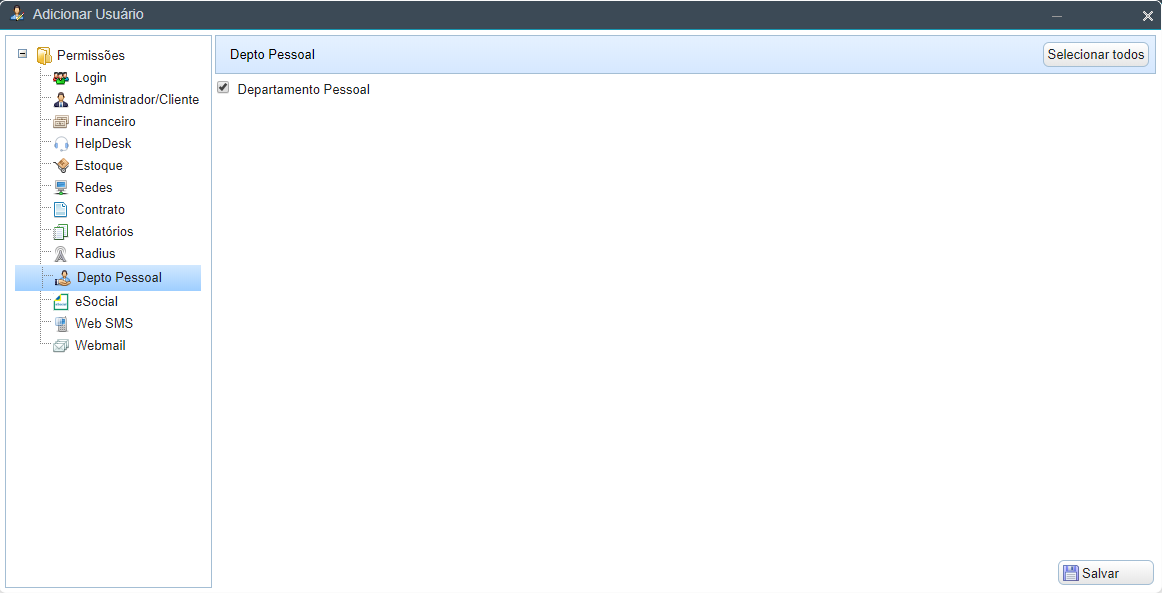 Adicionar Usuário
Permissões
Login
Administrador/Cliente
Financeiro
HelpDesk
Estoque
Redes
Contrato
Relatórios
Radius
Depto Pessoal
eSocial
Web SMS
Webmail
Depto Pessoal
Selecionar todos
Departamento Pessoal
Salvar